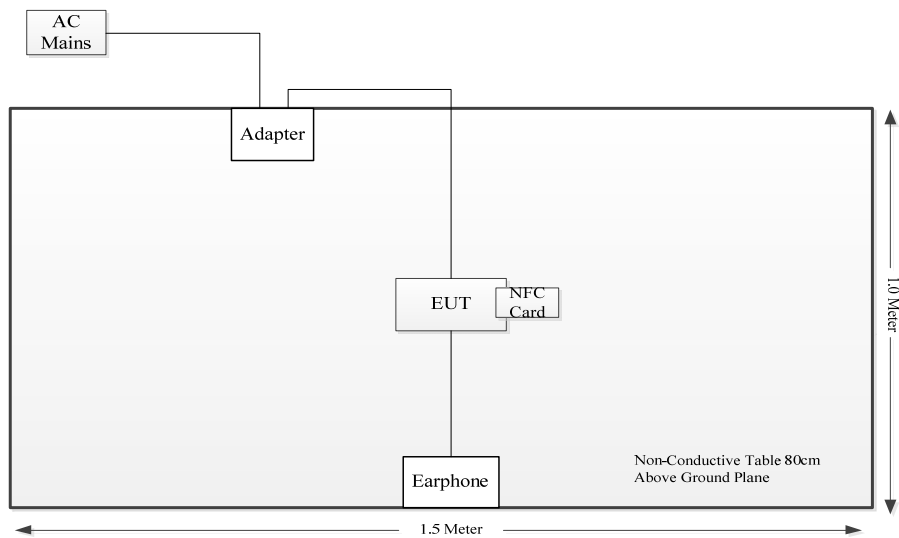 AC
Mains
Adapter
EUT
NFC
Card
1.0 Meter
Earphone
Non-Conductive Table 80cm
Above Ground Plane
1.5 Meter